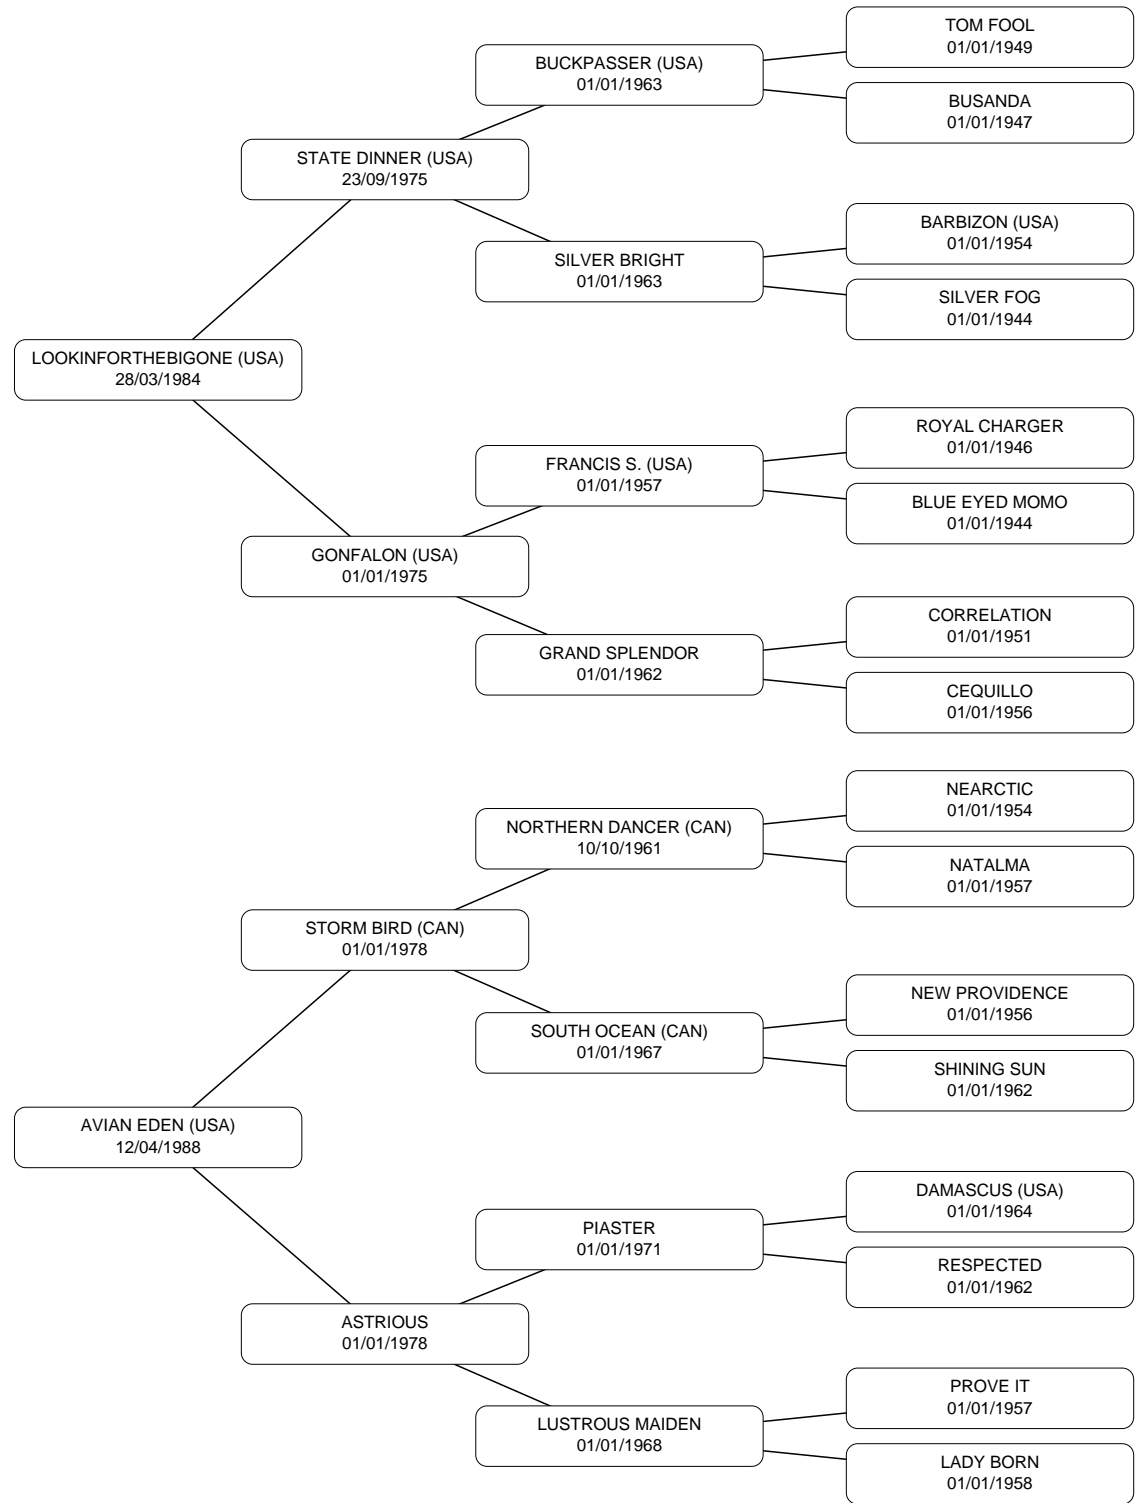 TOM FOOL
01/01/1949
BUCKPASSER (USA)
01/01/1963
BUSANDA
01/01/1947
STATE DINNER (USA)
23/09/1975
BARBIZON (USA)
01/01/1954
SILVER BRIGHT
01/01/1963
SILVER FOG
01/01/1944
LOOKINFORTHEBIGONE (USA)
28/03/1984
ROYAL CHARGER
01/01/1946
FRANCIS S. (USA)
01/01/1957
BLUE EYED MOMO
01/01/1944
GONFALON (USA)
01/01/1975
CORRELATION
01/01/1951
GRAND SPLENDOR
01/01/1962
CEQUILLO
01/01/1956
NEARCTIC
01/01/1954
NORTHERN DANCER (CAN)
10/10/1961
NATALMA
01/01/1957
STORM BIRD (CAN)
01/01/1978
NEW PROVIDENCE
01/01/1956
SOUTH OCEAN (CAN)
01/01/1967
SHINING SUN
01/01/1962
AVIAN EDEN (USA)
12/04/1988
DAMASCUS (USA)
01/01/1964
PIASTER
01/01/1971
RESPECTED
01/01/1962
ASTRIOUS
01/01/1978
PROVE IT
01/01/1957
LUSTROUS MAIDEN
01/01/1968
LADY BORN
01/01/1958